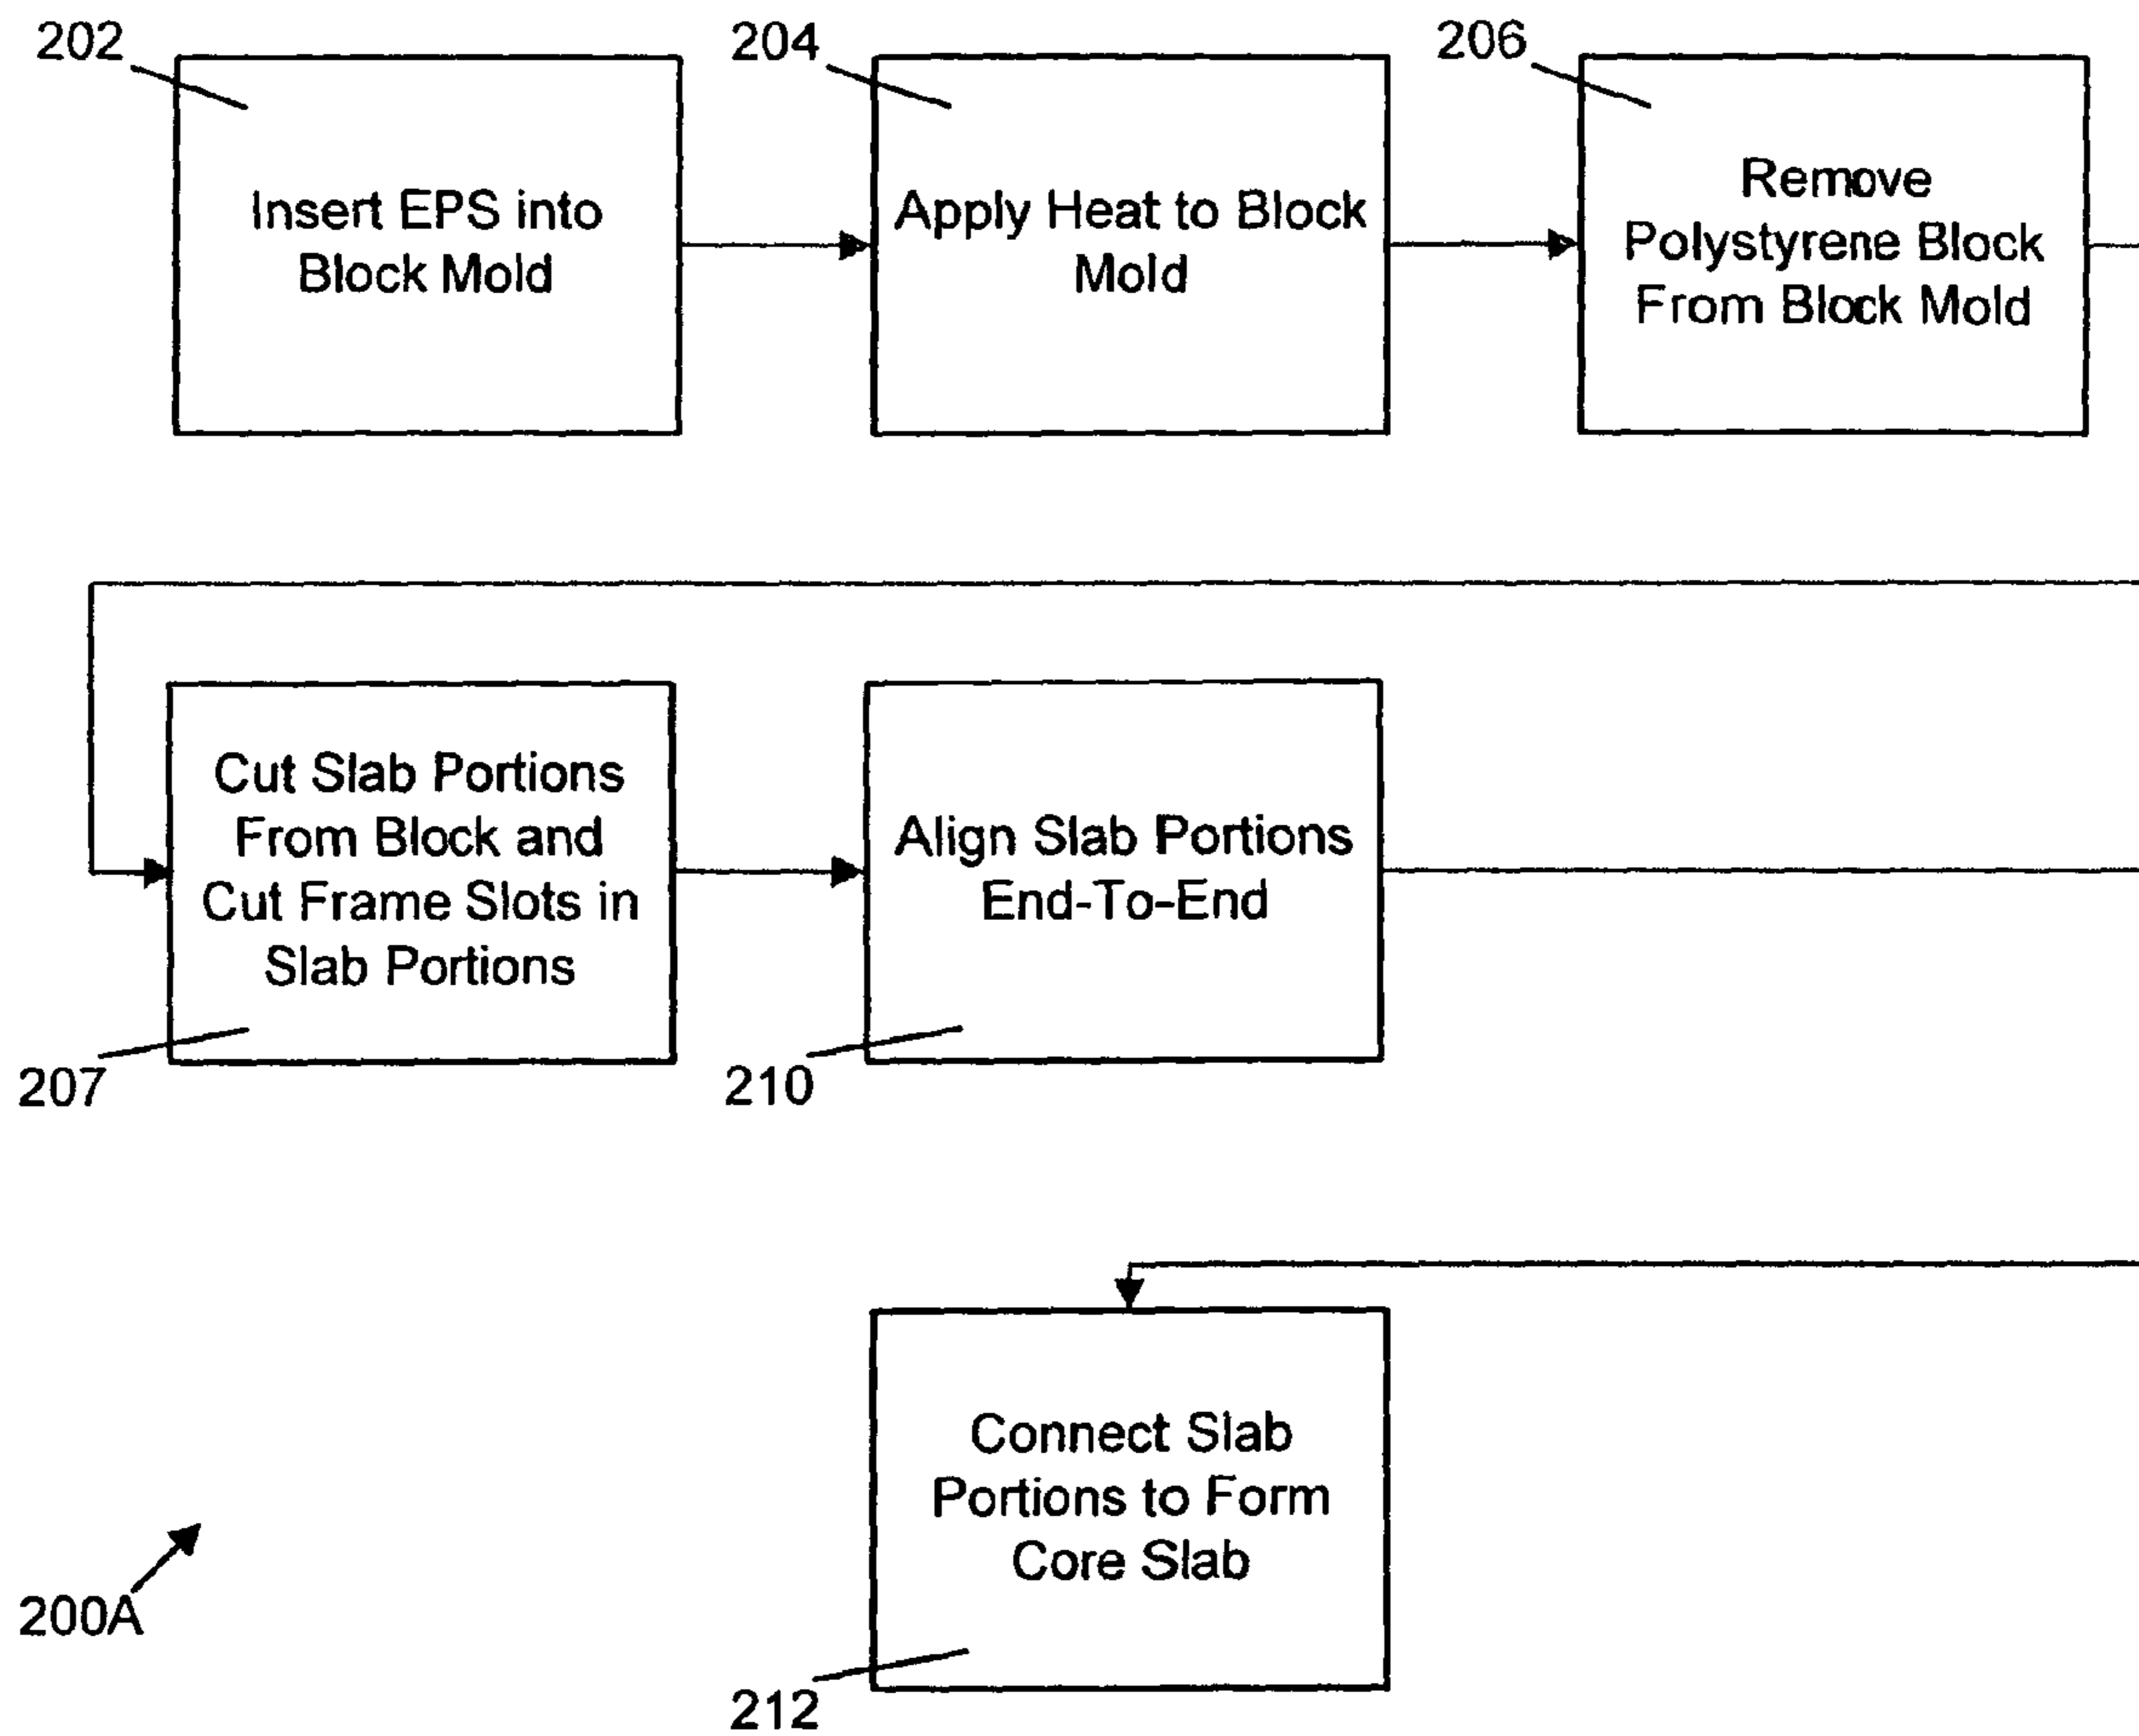 202
Insert EPS into
Block Mold
204
Apply Heat to Block
Mold
206
Remove
Polystyrene Block
From Block Mold
Cut Slab Portions
From Block and
Cut Frame Slots in
Slab Portions
207
Align Slab Portions
End-To-End
210
Connect Slab
Portions to Form
Core Slab
200A
212